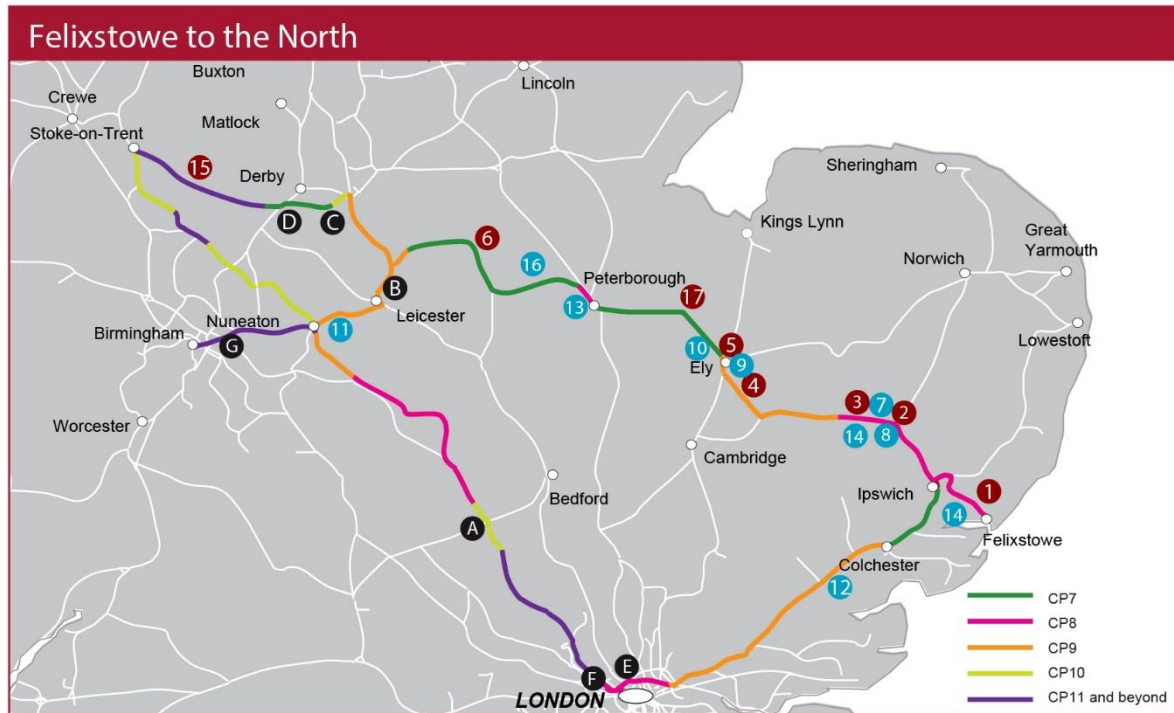 Felixstowe to the North
Buxton
Lincoln
Crewe
Matlock
Stoke-on-Trent
Sheringham
15
Derby
Kings Lynn
Great
Yarmouth
D
C
6
Norwich
16
Peterborough
B
17
13
Leicester
Lowestoft
Nuneaton
11
Birmingham
10
5
G
Ely
9
4
3
7
2
14
8
Worcester
Cambridge
Bedford
Ipswich
1
14
A
Felixstowe
Colchester
12
CP7
CP8
CP9
E
F
CP10
LONDON
CP11 and beyond